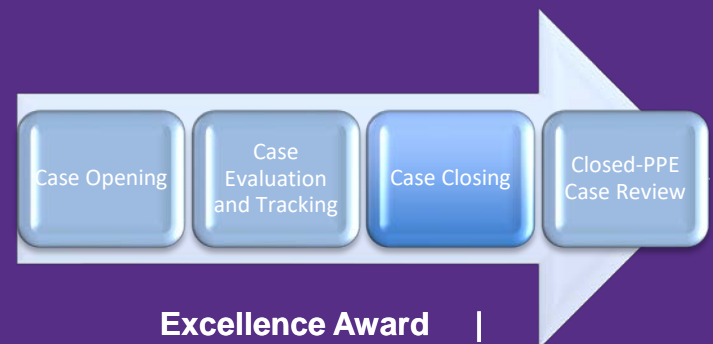 Case Opening
Case
Evaluation
and Tracking
Case Closing
Closed-PPE
Case Review
Excellence Award |